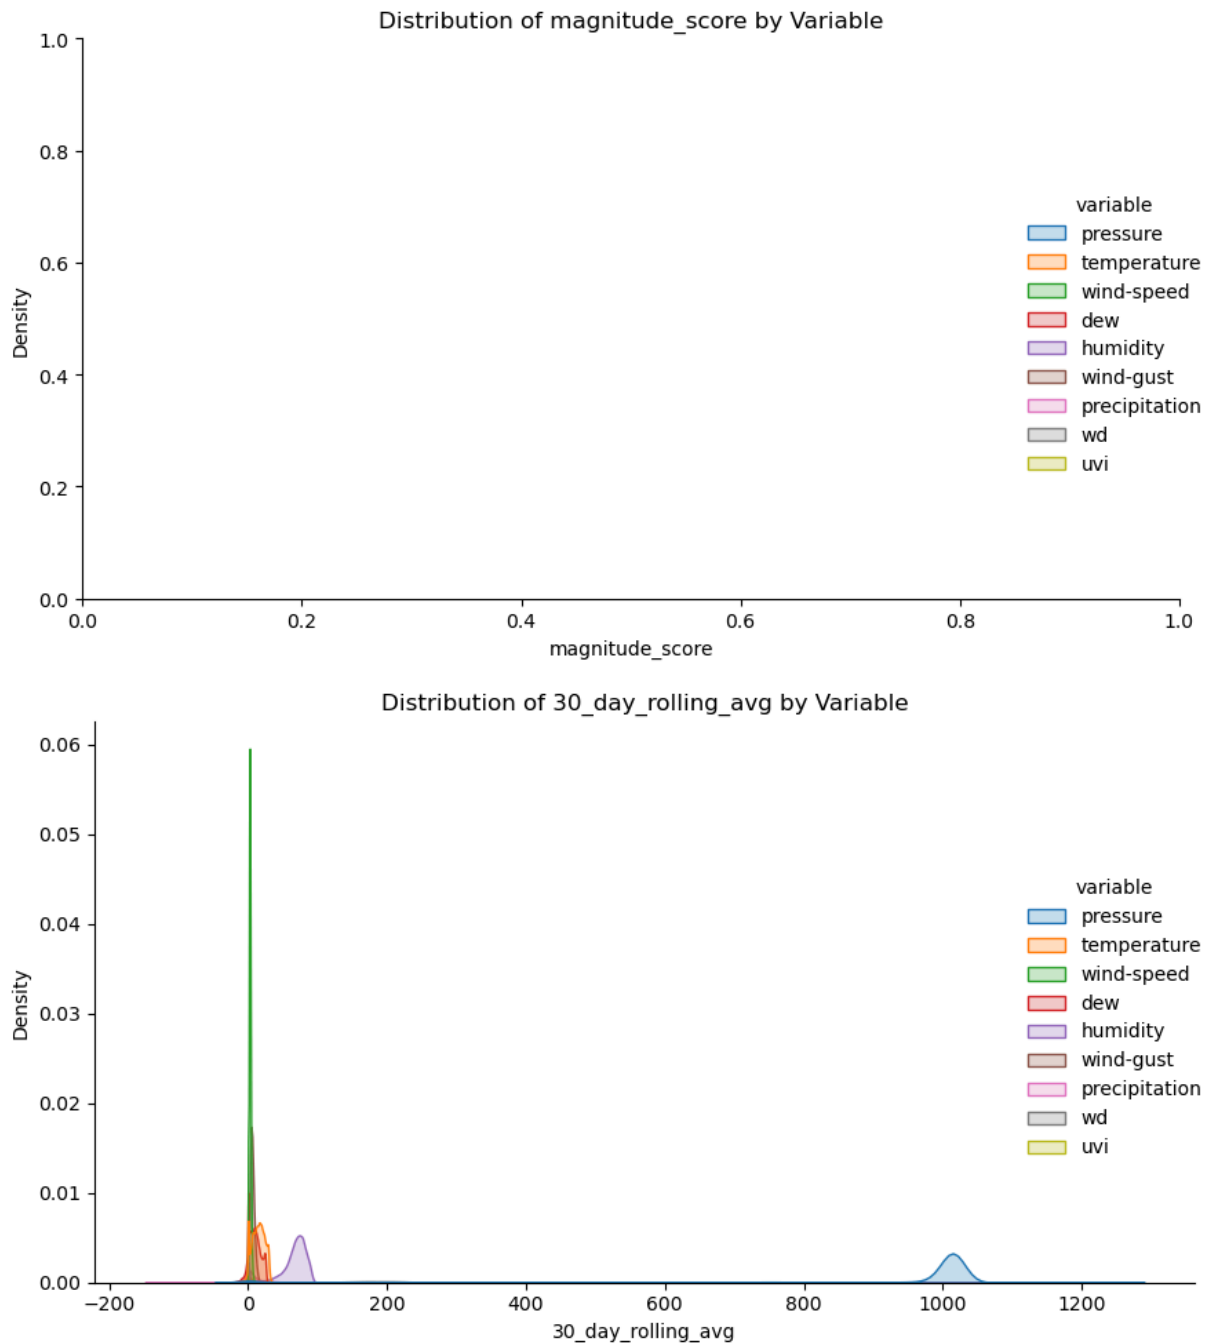 Distribution of magnitude_score by Variable
1.0
0.8
0.6
0.4
0.2
0.0
Density
0.0 0.2 0.4 0.6 0.8 1.0
magnitude_score
variable
pressure
temperature
wind-speed
dew
humidity
wind-gust
precipitation
wd
uvi
Distribution of 30_day_rolling_avg by Variable
0.06
0.05
0.04
0.03
0.02
0.01
0.00
Density
−200 0 200 400 600 800 1000 1200
30_day_rolling_avg
variable
pressure
temperature
wind-speed
dew
humidity
wind-gust
precipitation
wd
uvi